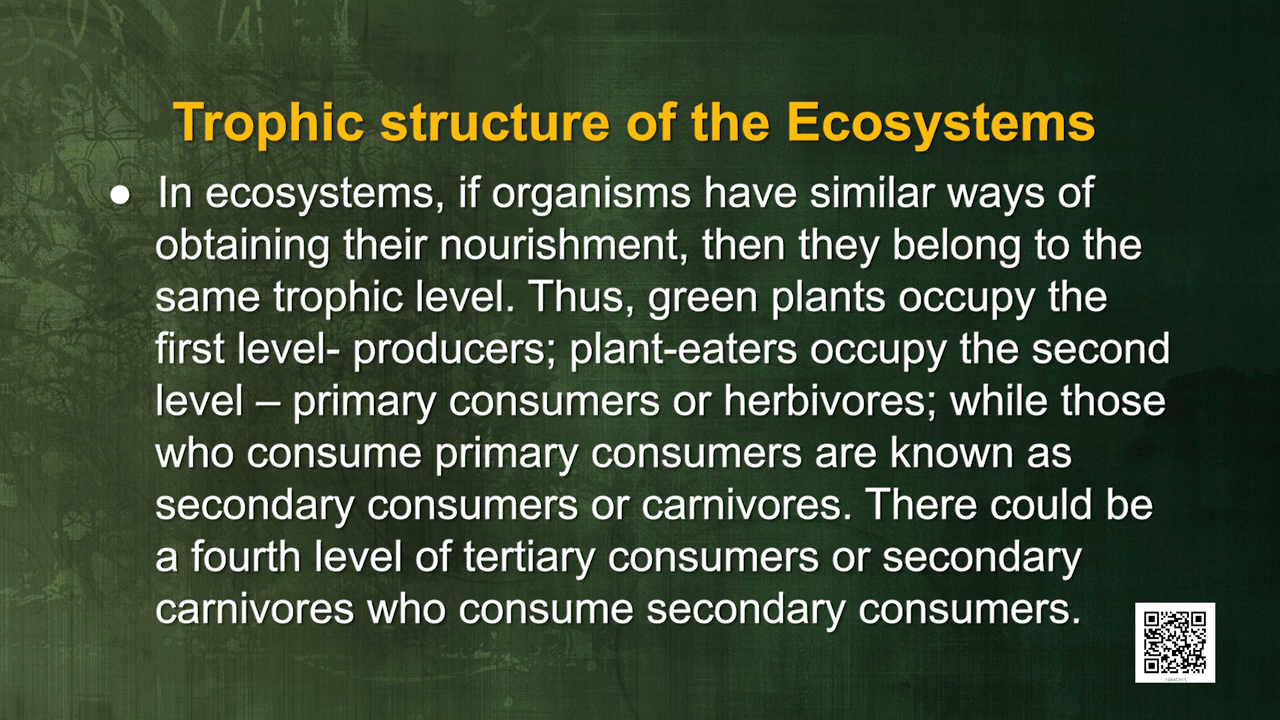 Trophic structure of the Ecosystems
● In ecosystems, if organisms have similar ways of
obtaining their nourishment, then they belong to the
same trophic level. Thus, green plants occupy the
first level- producers; plant-eaters occupy the second
level – primary consumers or herbivores; while those
who consume primary consumers are known as
secondary consumers or carnivores. There could be
a fourth level of tertiary consumers or secondary
carnivores who consume secondary consumers.